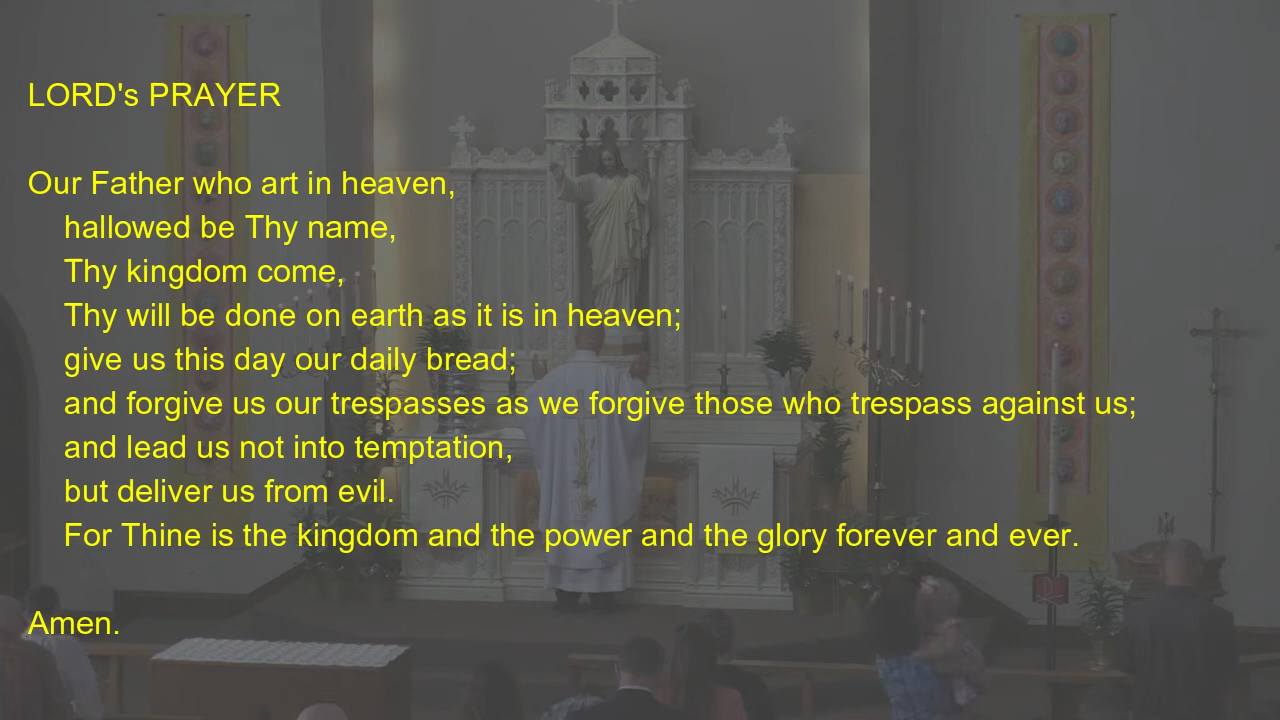 LORD's PRAYER
Our Father who art in heaven,
hallowed be Thy name,
Thy kingdom come,
Thy will be done on earth as it is in heaven;
give us this day our daily bread;
and forgive us our trespasses as we forgive those who trespass against us;
and lead us not into temptation,
but deliver us from evil.
For Thine is the kingdom and the power and the glory forever and ever.
Amen.